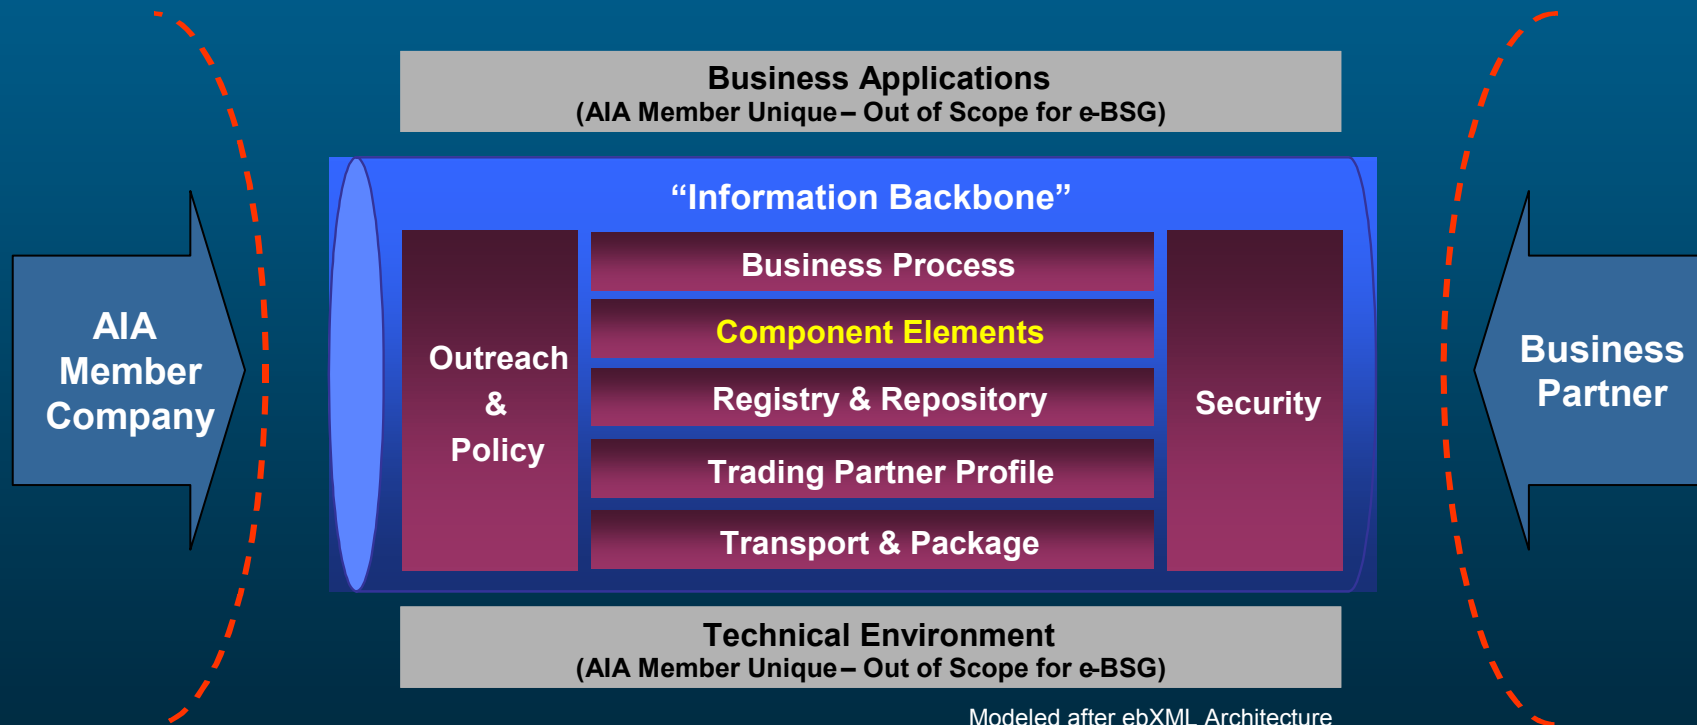 Business Applications
(AIA Member Unique – Out of Scope for e-BSG)
“Information Backbone”
AIA
Member
Company
Outreach
&
Policy
Business Process
Component Elements
Registry & Repository
Trading Partner Profile
Transport & Package
Security
Business
Partner
Technical Environment
(AIA Member Unique – Out of Scope for e-BSG)
Modeled after ebXML Architecture